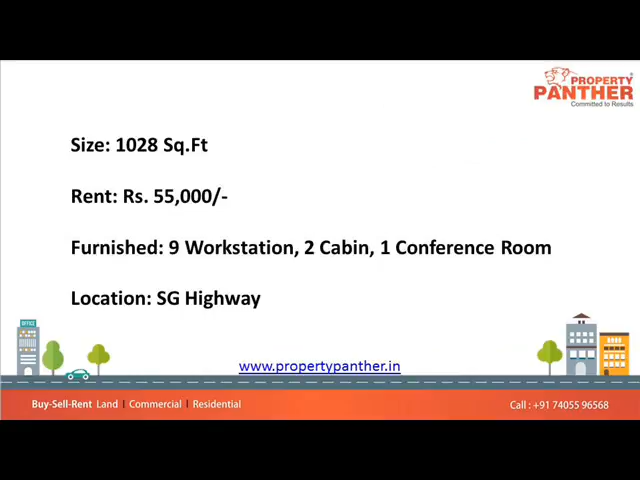 PROPERTY
PANTHER
Committed to Results
Size: 1028 Sq.Ft
Rent: Rs. 55,000/-
Furnished: 9 Workstation, 2 Cabin, 1 Conference Room
Location: SG Highway
OFFICE
www.propertypanther.in
Buy-Sell-Rent Land | Commercial | Residential
Call : +91 74055 96568